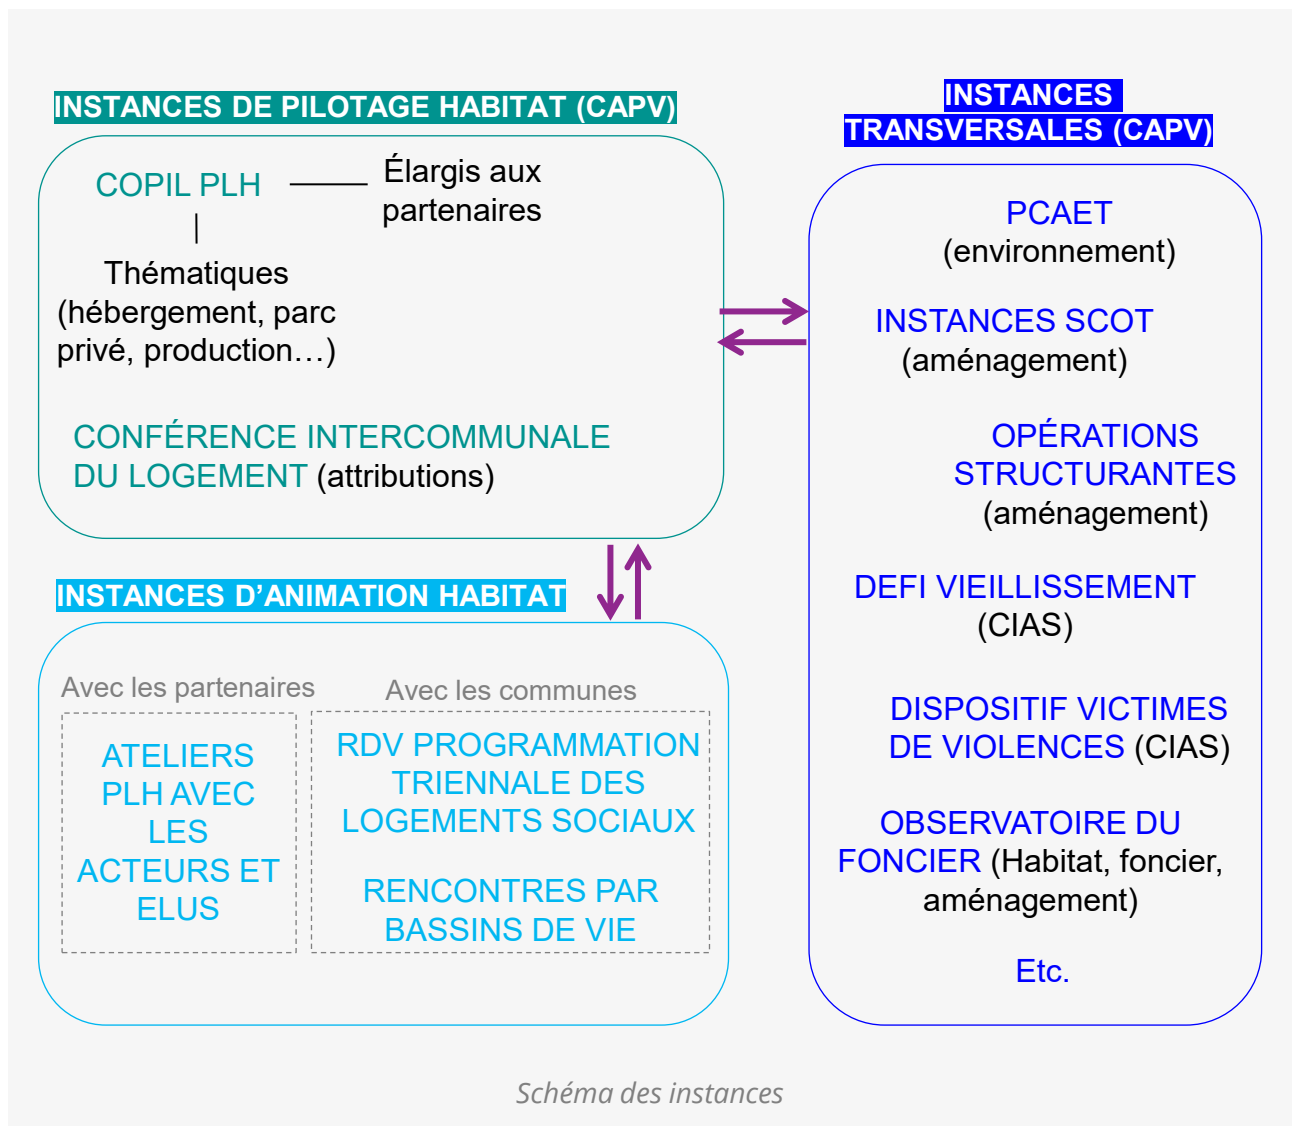 INSTANCES DE PILOTAGE HABITAT (CAPV)
COPIL PLH
Élargis aux
partenaires
Thématiques
(hébergement, parc
privé, production…)
CONFÉRENCE INTERCOMMUNALE
DU LOGEMENT (attributions)
INSTANCES D’ANIMATION HABITAT
Avec les partenaires
ATELIERS
PLH AVEC
LES
ACTEURS ET
ELUS
Avec les communes
RDV PROGRAMMATION
TRIENNALE DES
LOGEMENTS SOCIAUX
RENCONTRES PAR
BASSINS DE VIE
INSTANCES
TRANSVERSALES (CAPV)
PCAET
(environnement)
INSTANCES SCOT
(aménagement)
OPÉRATIONS
STRUCTURANTES
(aménagement)
DEFI VIEILLISSEMENT
(CIAS)
DISPOSITIF VICTIMES
DE VIOLENCES (CIAS)
OBSERVATOIRE DU
FONCIER (Habitat, foncier,
aménagement)
Etc.
Schéma des instances